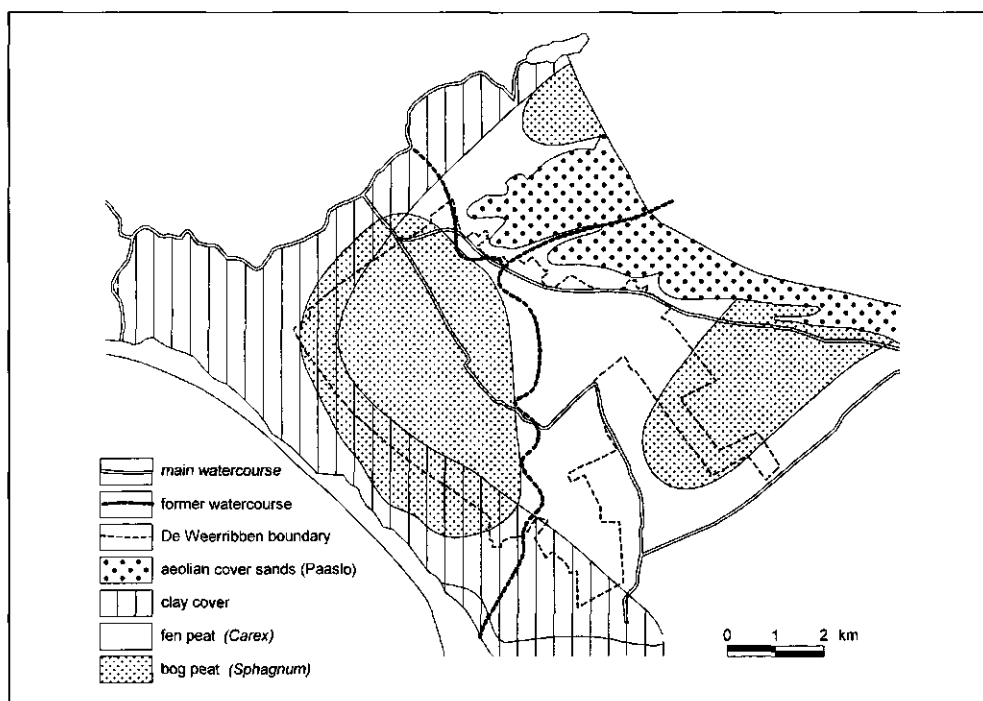 main watercourse
former watercourse
De Weerribben boundary
aeolian cover sands (Paaslo)
clay cover
fen peat (Carex)
bog peat (Sphagnum)
0 1 2 km